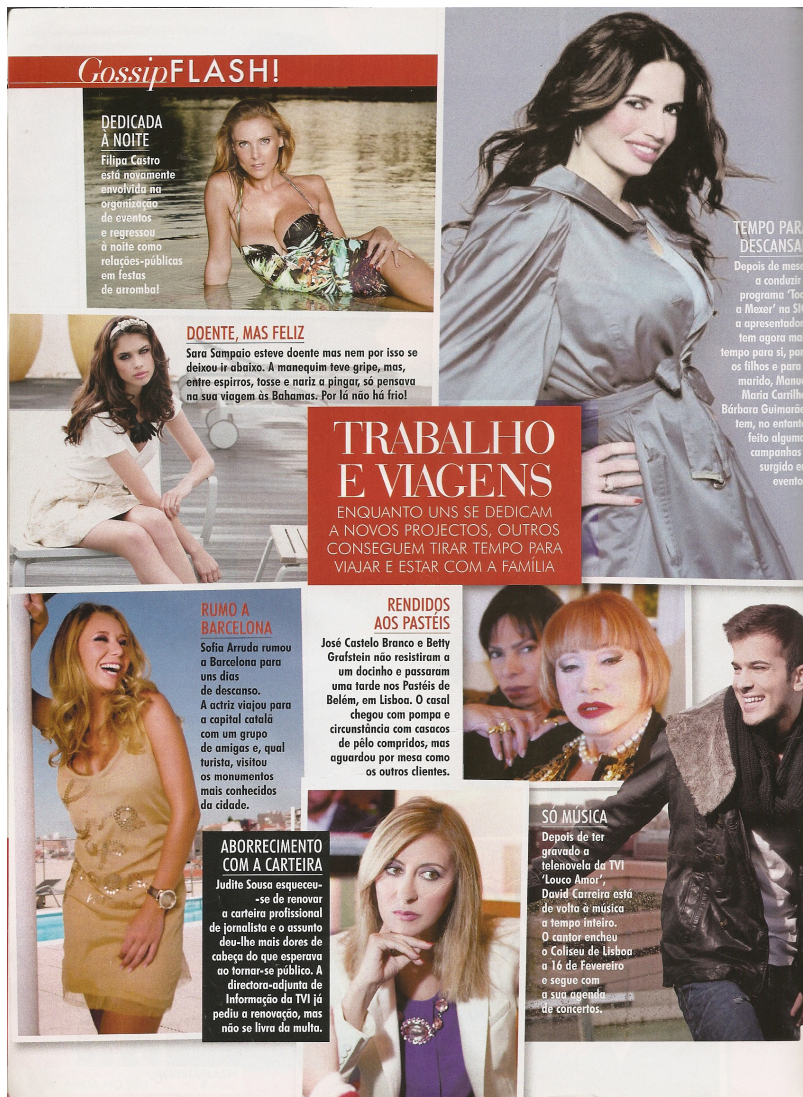 GossipFLASH!
DEDICADA
À NOITE
Filipa Castro
está novamente
envolvida na
organização
de eventos
e regressou
à noite como
relações-públicas
em festas
de arromba!
TEMPO PAR
DESCANSA
Depois de mes
a conduzir
programa ‘To
a Mexer’ na SI
a apresentado
tem agora ma
tempo para si, par
os filhos e para
marido, Manu
Maria Carrilh
Bárbara Guimarã
tem, no entant
feito alguma
campanhas
surgido e
evento
DOENTE, MAS FELIZ
Sara Sampaio esteve doente mas nem por isso se
deixou ir abaixo. A manequim teve gripe, mas,
entre espirros, tosse e nariz a pingar, só pensava
na sua viagem às Bahamas. Por lá não há frio!
TRABALHO
E VIAGENS
ENQUANTO UNS SE DEDICAM
A NOVOS PROJECTOS, OUTROS
CONSEGUEM TIRAR TEMPO PARA
VIAJAR E ESTAR COM A FAMÍLIA
RUMO A
BARCELONA
Sofia Arruda rumou
a Barcelona para
uns dias
de descanso.
A actriz viajou para
a capital catalã
com um grupo
de amigas e, qual
turista, visitou
os monumentos
mais conhecidos
da cidade.
RENDIDOS
AOS PASTÉIS
José Castelo Branco e Betty
Grafstein não resistiram a
um docinho e passaram
uma tarde nos Pastéis de
Belém, em Lisboa. O casal
chegou com pompa e
circunstância com casacos
de pêlo compridos, mas
aguardou por mesa como
os outros clientes.
ABORRECIMENTO
COM A CARTEIRA
Judite Sousa esqueceu-
-se de renovar
a carteira profissional
de jornalista e o assunto
deu-lhe mais dores de
cabeça do que esperava
ao tornar-se público. A
directora-adjunta de
Informação da TVI já
pediu a renovação, mas
não se livra da multa.
SÓ MÚSICA
Depois de ter
gravado a
telenovela da TVI
‘Louco Amor’,
David Carreira está
de volta à música
a tempo inteiro.
O cantor encheu
o Coliseu de Lisboa
a 16 de Fevereiro
e segue com
a sua agenda
de concertos.